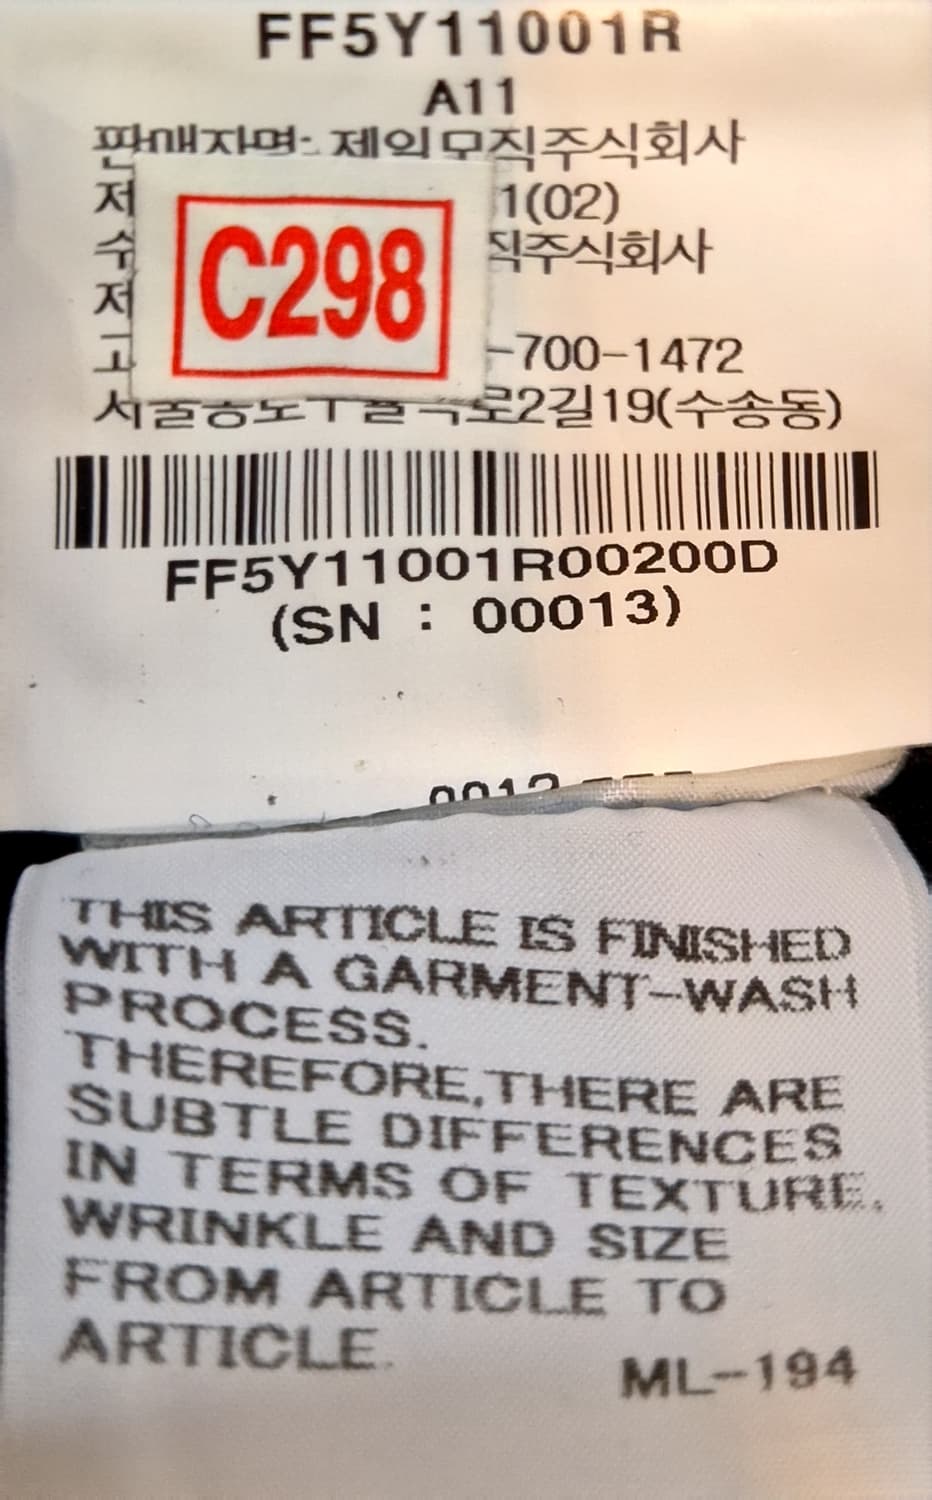 FF5Y11001R
A11
판매자명: 제일모직주식회사
1(02)
직주식회사
C298
-700-1472
2길19(수송동)
FF5Y11001R00200D
(SN : 00013)
THIS ARTICLE IS FINISHED
WITH A GARMENT-WASH
PROCESS.
THEREFORE,THERE ARE
SUBTLE DIFFERENCES
IN TERMS OF TEXTURE,
WRINKLE AND SIZE
FROM ARTICLE TO
ARTICLE.
ML-194